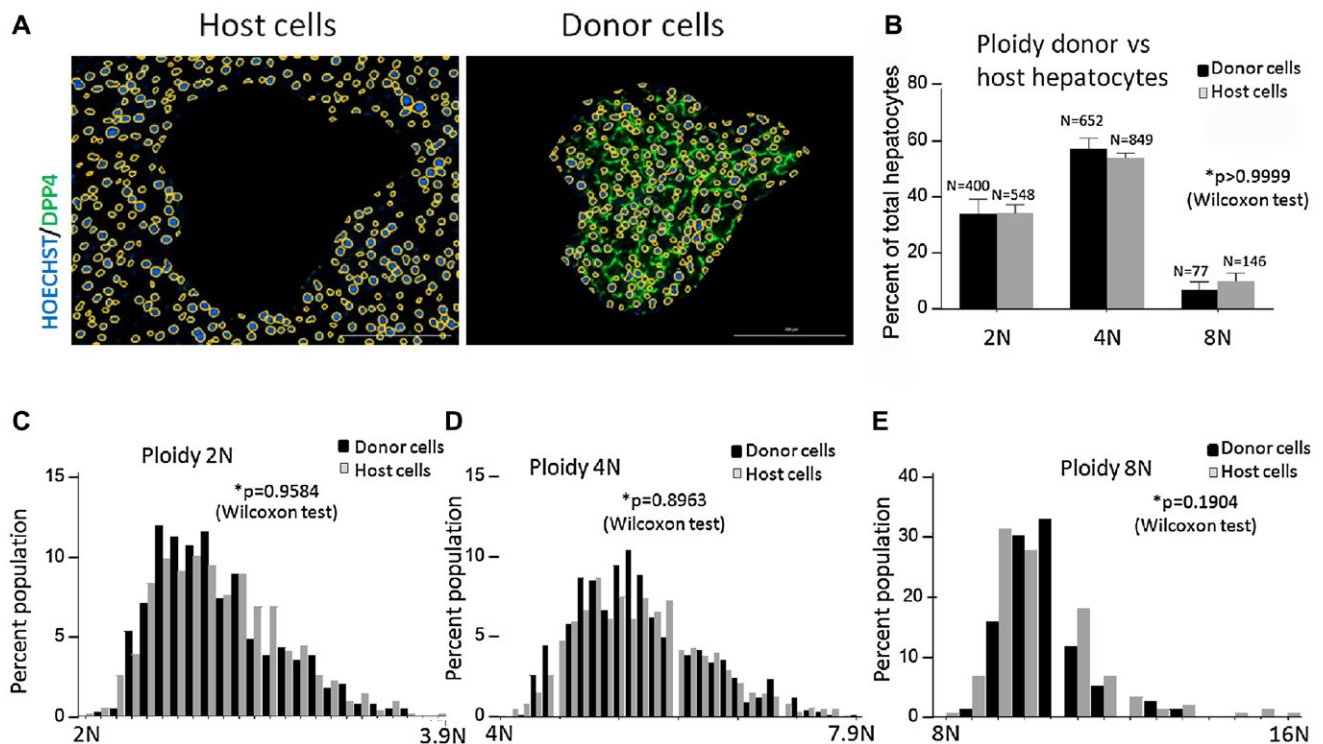 A
Host cells
Donor cells
HOECHST/DPP4
B
Ploidy donor vs
host hepatocytes
Donor cells
Host cells
Percent of total hepatocytes
80
60
40
20
0
N=400
N=548
N=652
N=849
N=77
N=146
*p>0.9999
(Wilcoxon test)
2N
4N
8N
C
Ploidy 2N
Donor cells
Host cells
*p=0.9584
(Wilcoxon test)
Percent population
15
10
5
0
2N
3.9N
D
Ploidy 4N
Donor cells
Host cells
*p=0.8963
(Wilcoxon test)
Percent population
15
10
5
0
4N
7.9N
E
Ploidy 8N
Donor cells
Host cells
*p=0.1904
(Wilcoxon test)
Percent population
40
30
20
10
0
8N
16N